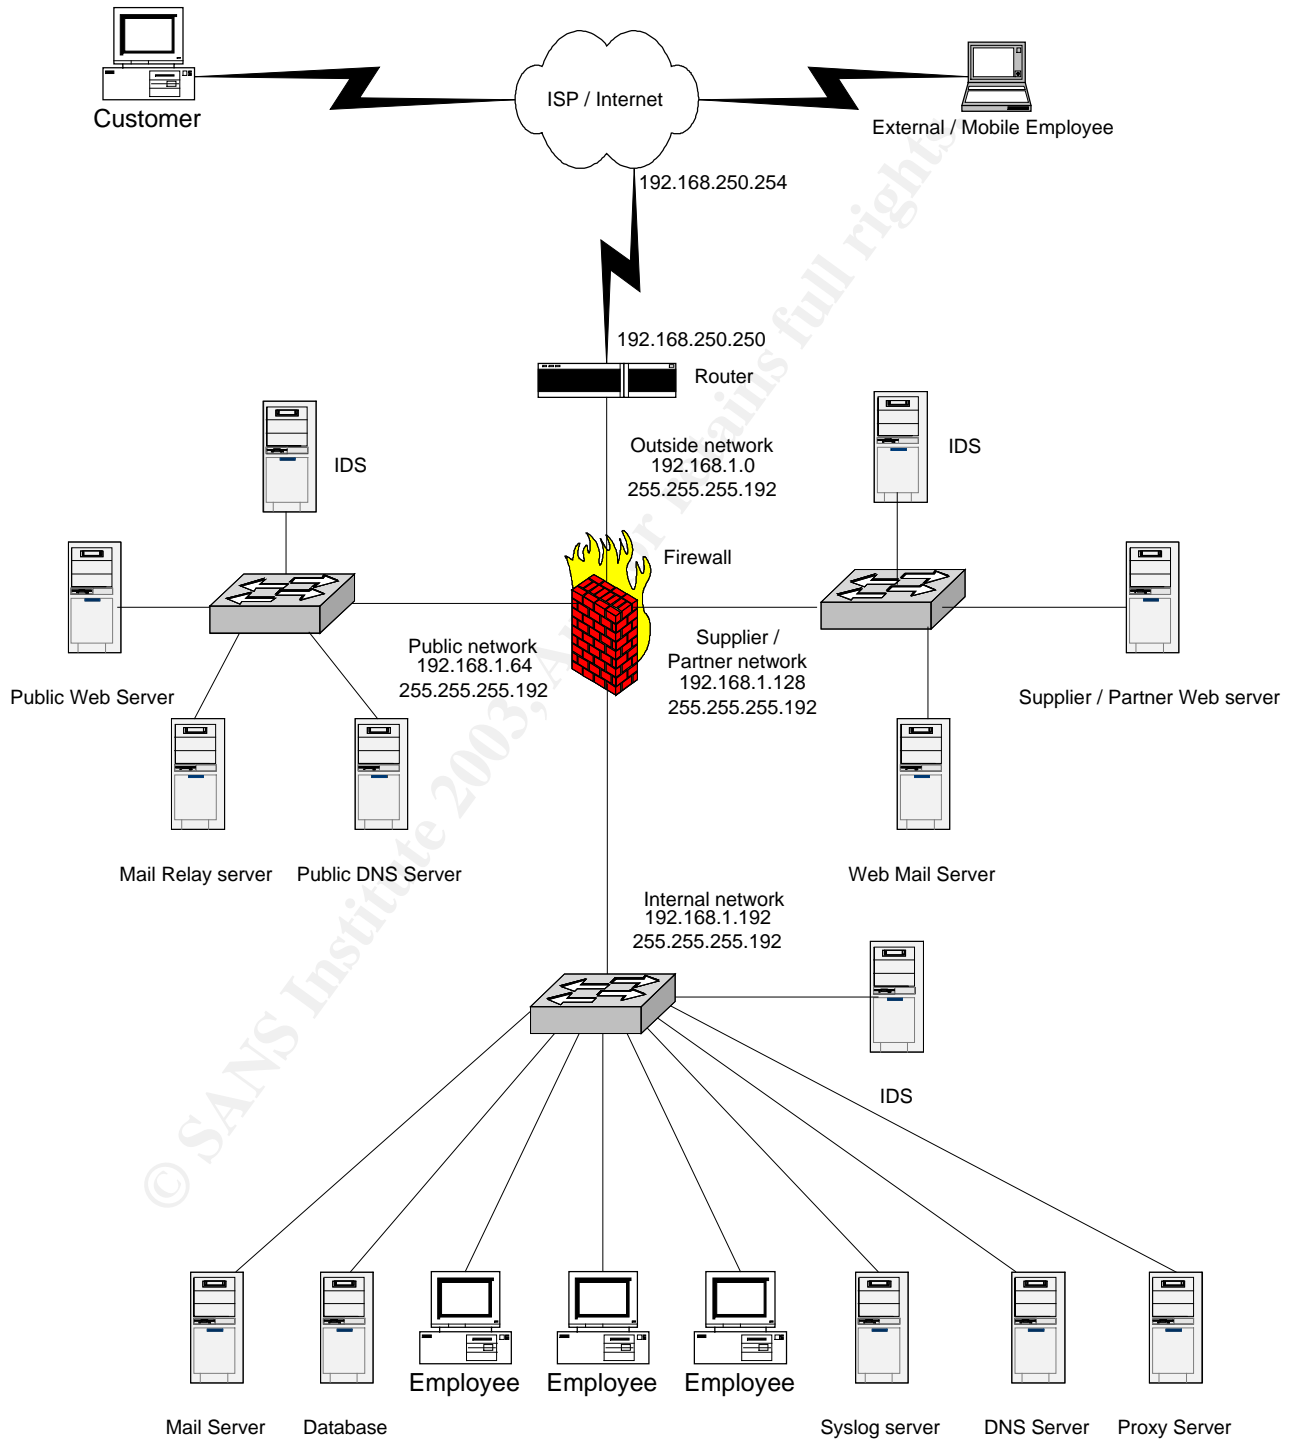 ISP / Internet
Customer
External / Mobile Employee
192.168.250.254
192.168.250.250
Router
IDS
Outside network
192.168.1.0
255.255.255.192
IDS
Firewall
Public network
192.168.1.64
255.255.255.192
Supplier /
Partner network
192.168.1.128
255.255.255.192
Public Web Server
Supplier / Partner Web server
Mail Relay server
Public DNS Server
Web Mail Server
Internal network
192.168.1.192
255.255.255.192
IDS
Employee
Employee
Employee
Mail Server
Database
Syslog server
DNS Server
Proxy Server
© SANS Institute 2003, Author retains full rights.